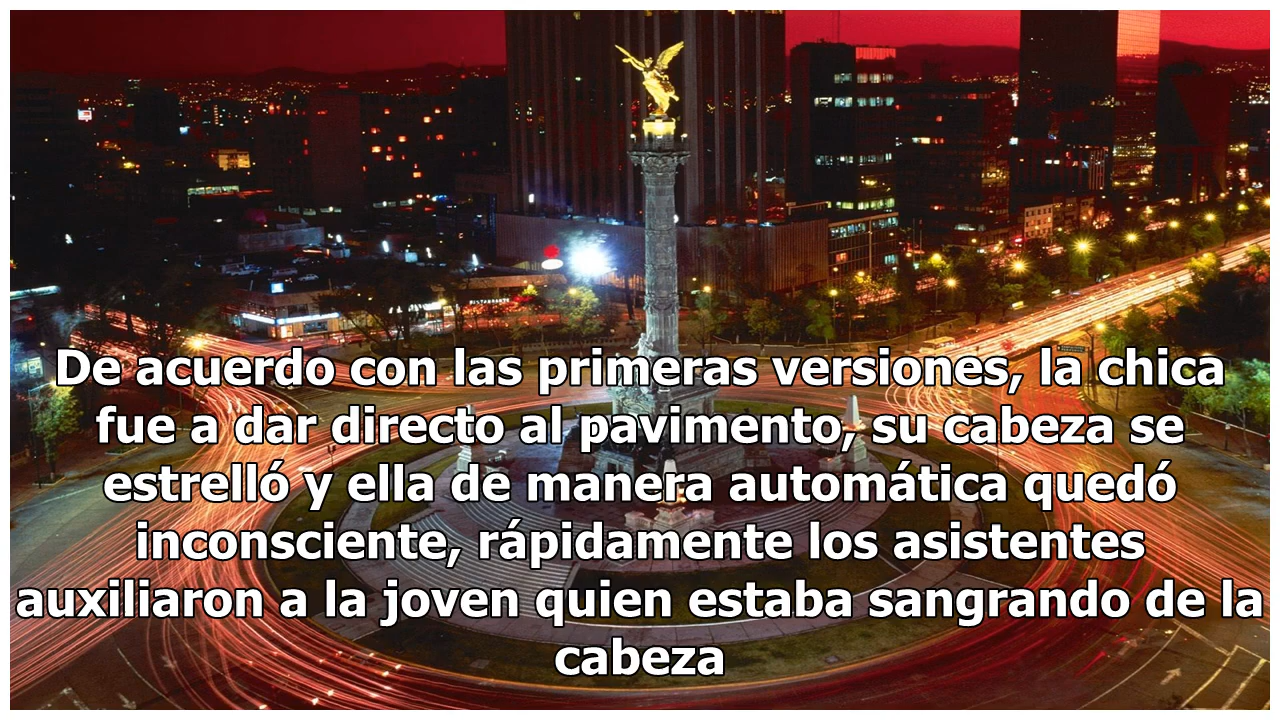 De acuerdo con las primeras versiones, la chica
fue a dar directo al pavimento, su cabeza se
estrelló y ella de manera automática quedó
inconsciente, rápidamente los asistentes
auxiliaron a la joven quien estaba sangrando de la
cabeza